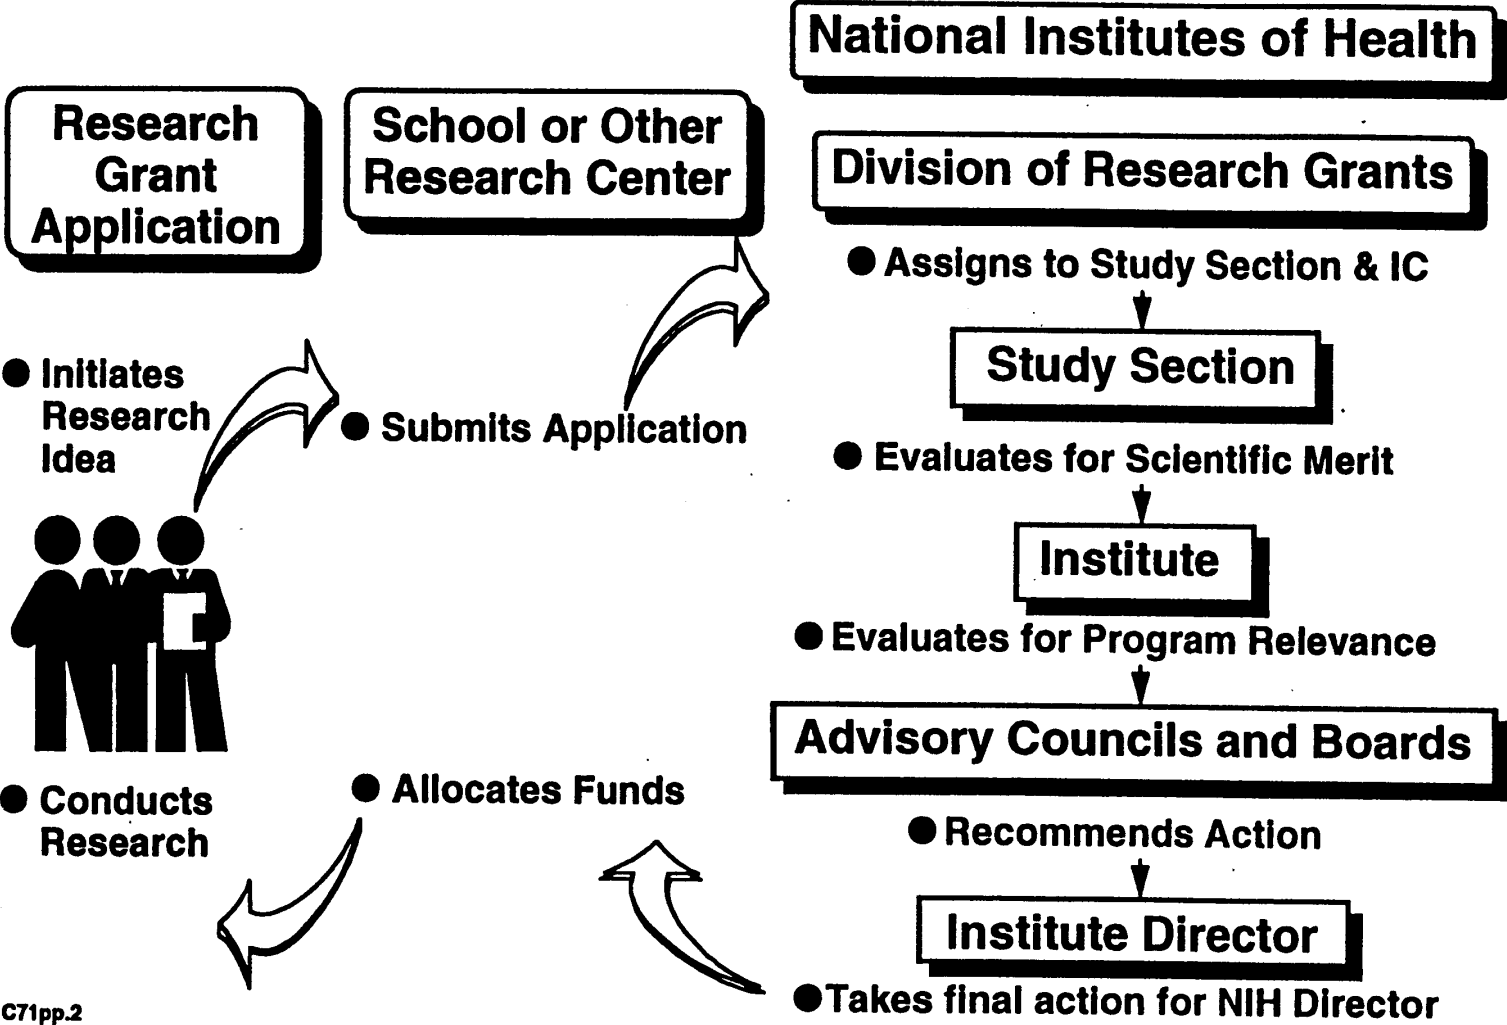 National Institutes of Health
Research
Grant
Application
School or Other
Research Center
Division of Research Grants
● Assigns to Study Section & IC
Study Section
● Initiates
Research
Idea
● Submits Application
● Evaluates for Scientific Merit
Institute
● Evaluates for Program Relevance
Advisory Councils and Boards
● Conducts
Research
● Allocates Funds
● Recommends Action
Institute Director
● Takes final action for NIH Director
C71pp.2